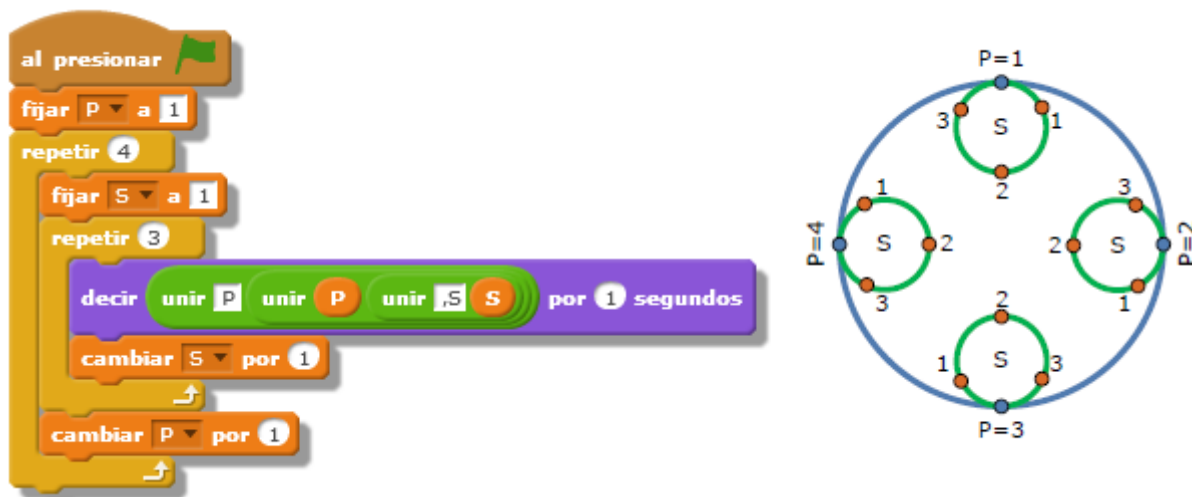 al presionar
fijar P a 1
repetir 4
fijar S a 1
repetir 3
decir unir P unir P unir ,S S por 1 segundos
cambiar S por 1
cambiar P por 1
P=1
3 S 1
2
1
P=4 S 2
3
3
2 S P=2
1
2
1 S 3
P=3